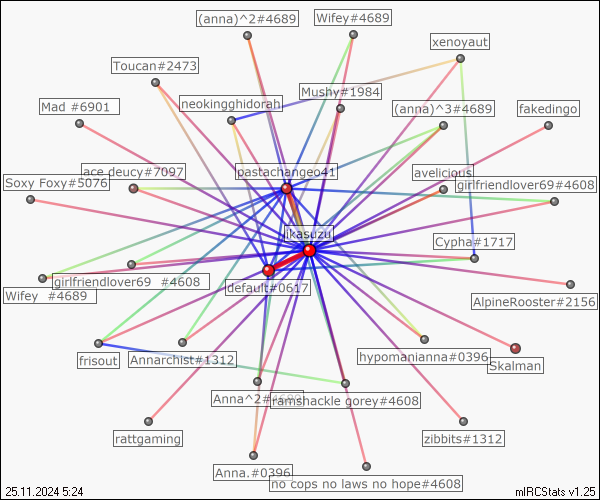 (anna)^2#4689
Wifey#4689
xenoyaut
Toucan#2473
Mushy#1984
Mad #6901
neokingghidorah
(anna)^3#4689
fakedingo
ace deucy#7097
pastachangeo41
avelicious
Soxy Foxy#5076
girlfriendlover69#4608
ikasuzu
Cypha#1717
girlfriendlover69 #4608
default#0617
Wifey #4689
AlpineRooster#2156
frisout
Annarchist#1312
hypomanianna#0396
Skalman
Anna^2#
ramshackle gorey#4608
rattgaming
zibbits#1312
Anna.#0396
no cops no laws no hope#4608
25.11.2024 5:24
mIRCStats v1.25